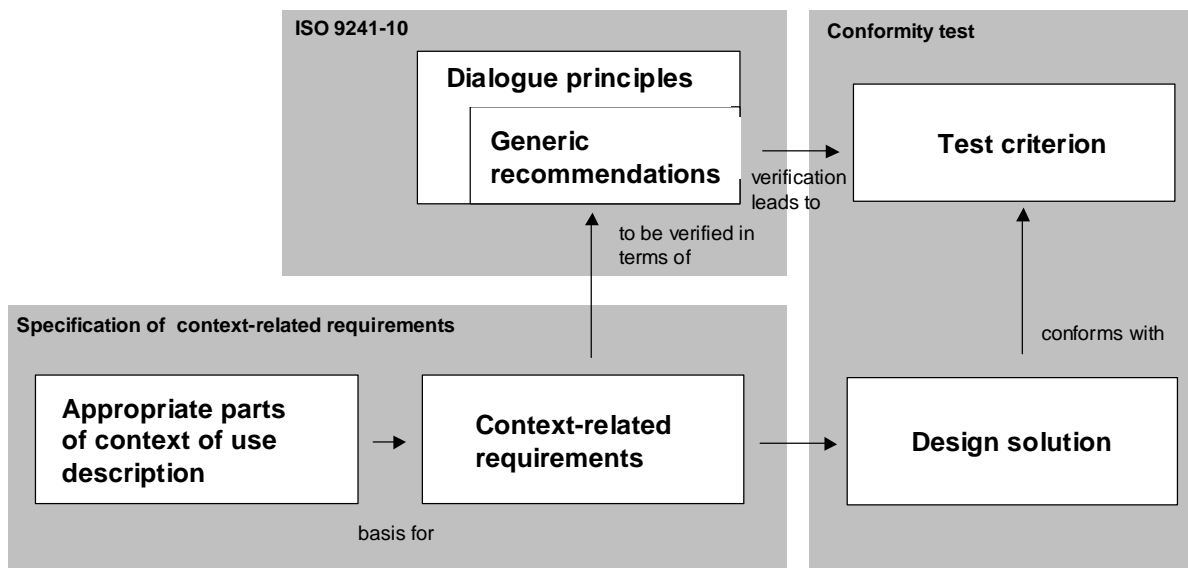 ISO 9241-10
Conformity test
Dialogue principles
Generic
recommendations
Test criterion
verification
leads to
to be verified in
terms of
Specification of context-related requirements
conforms with
Appropriate parts
of context of use
description
Context-related
requirements
Design solution
basis for